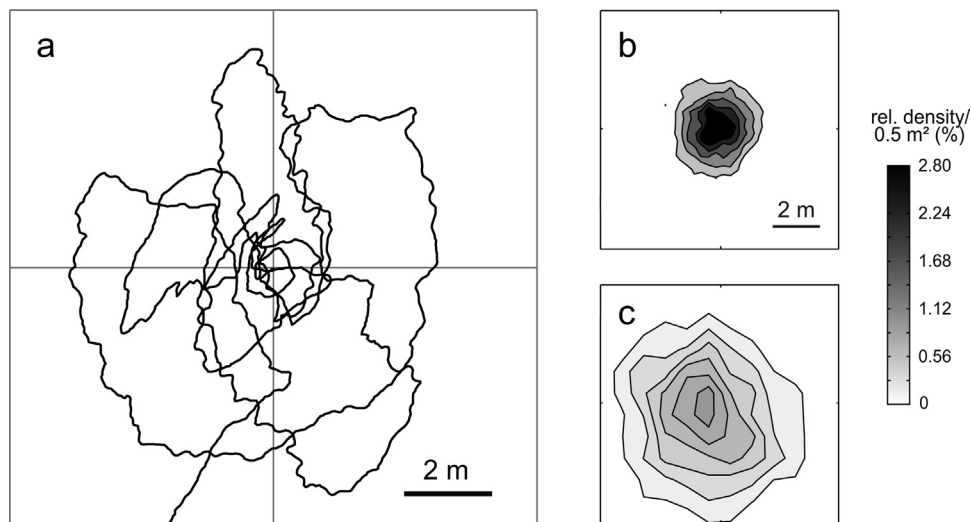 a
2 m
b
2 m
c
rel. density/
0.5 m² (%)
2.80
2.24
1.68
1.12
0.56
0